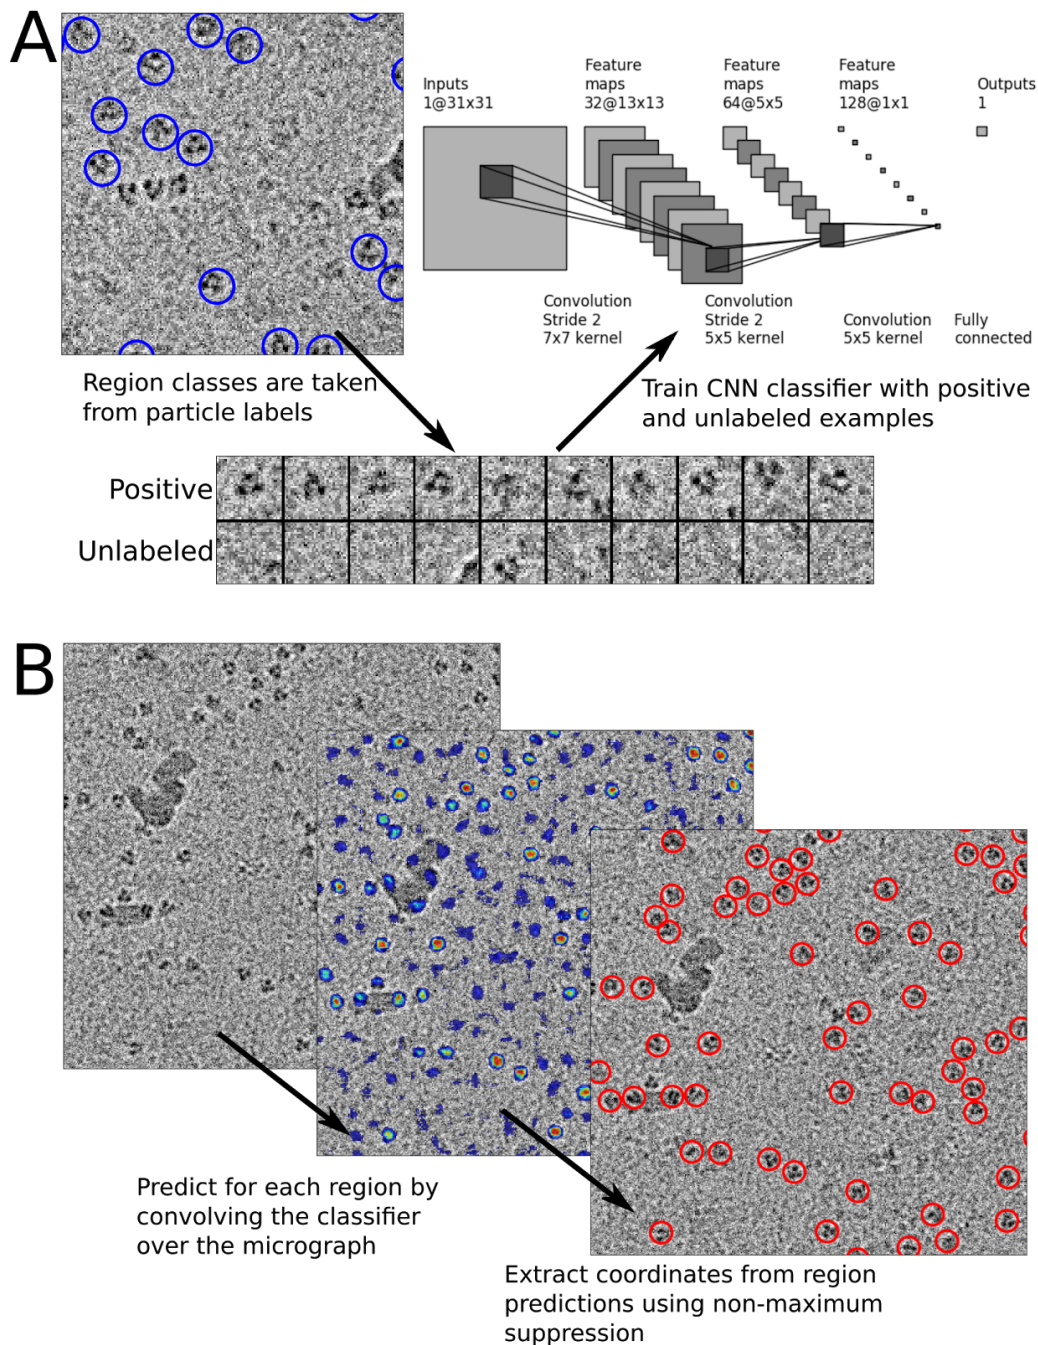 A
Inputs
1@31x31
Feature
maps
32@13x13
Feature
maps
64@5x5
Feature
maps
128@1x1
Outputs
1
Convolution
Stride 2
7x7 kernel
Convolution
Stride 2
5x5 kernel
Convolution
5x5 kernel
Fully
connected
Region classes are taken
from particle labels
Train CNN classifier with positive
and unlabeled examples
Positive
Unlabeled
B
Predict for each region by
convolving the classifier
over the micrograph
Extract coordinates from region
predictions using non-maximum
suppression